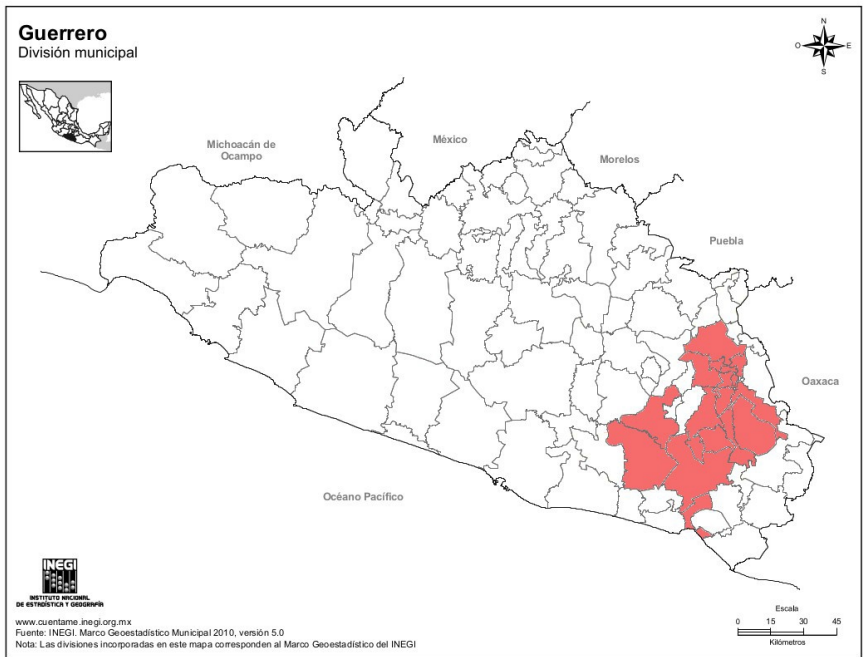 Guerrero
División municipal
N
O
E
S
Michoacán de
Ocampo
México
Morelos
Puebla
Oaxaca
Océano Pacífico
INEGI
INSTITUTO NACIONAL
DE ESTADÍSTICA Y GEOGRAFÍA
www.cuentame.inegi.org.mx
Fuente: INEGI. Marco Geoestadístico Municipal 2010, versión 5.0
Nota: Las divisiones incorporadas en este mapa corresponden al Marco Geoestadístico del INEGI
Escala
0 15 30 45
Kilómetros